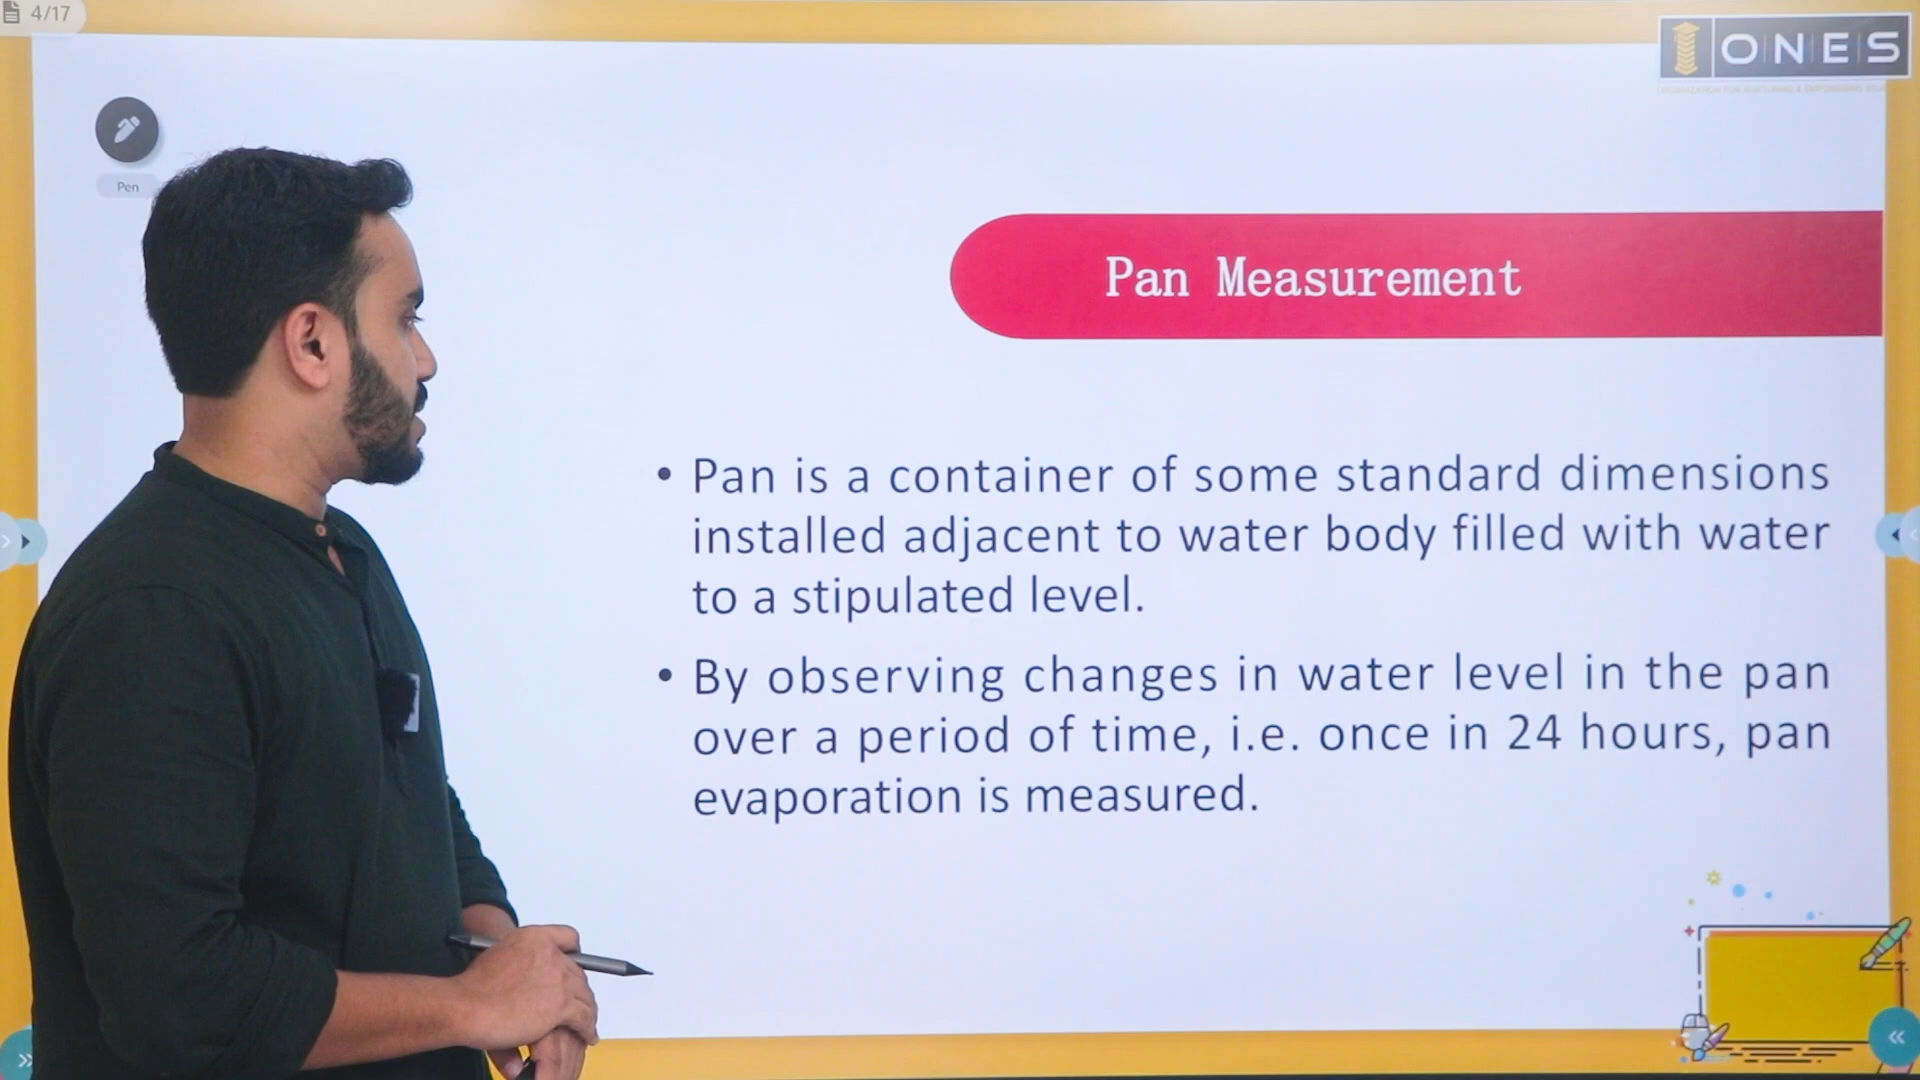 4/17
ONES
Pen
Pan Measurement
• Pan is a container of some standard dimensions
installed adjacent to water body filled with water
to a stipulated level.
• By observing changes in water level in the pan
over a period of time, i.e. once in 24 hours, pan
evaporation is measured.